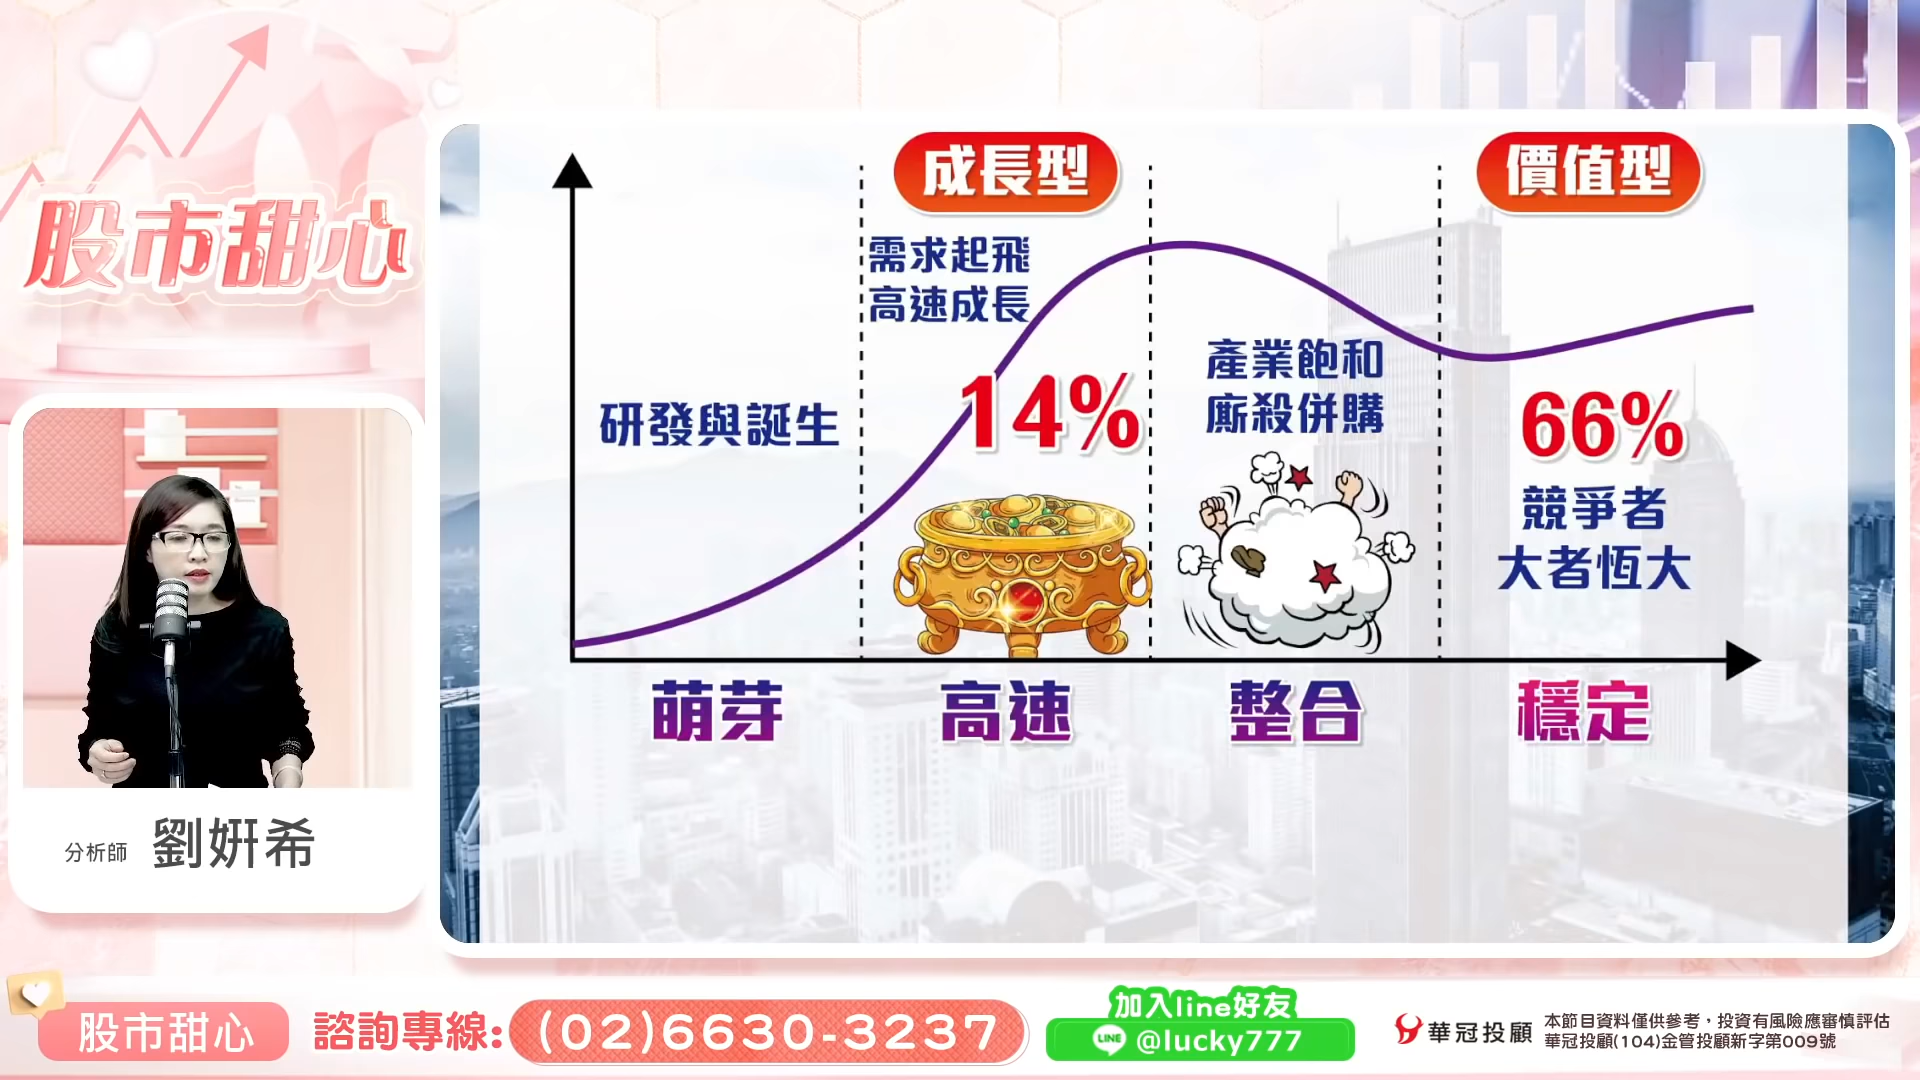 股市甜心
成長型
價值型
需求起飛
高速成長
14%
研發與誕生
產業飽和
廝殺併購
66%
競爭者
大者恆大
萌芽
高速
整合
穩定
分析師 劉妍希
股市甜心
諮詢專線:
(02)6630-3237
加入line好友
LINE @lucky777
華冠投顧
本節目資料僅供參考，投資有風險應審慎評估
華冠投顧(104)金管投顧新字第009號